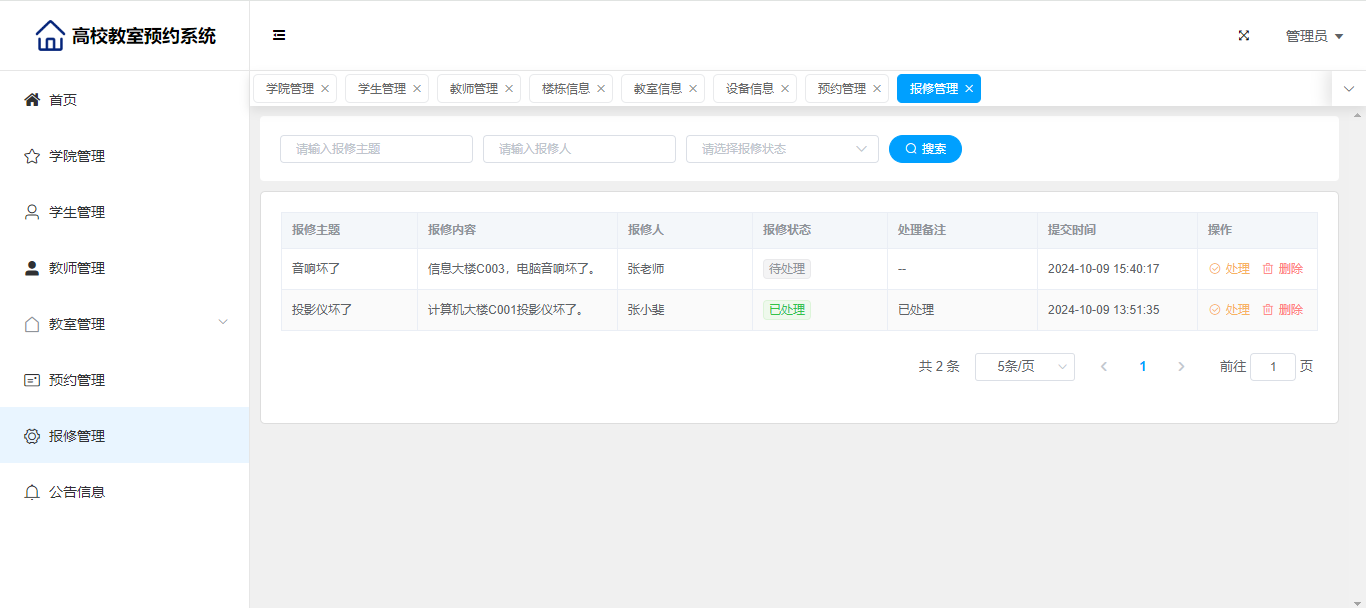 高校教室预约系统
管理员
首页
学院管理
学生管理
教师管理
教室管理
预约管理
报修管理
公告信息
学院管理 学生管理 教师管理 楼栋信息 教室信息 设备信息 预约管理 报修管理
请输入报修主题 请输入报修人 请选择报修状态 搜索
报修主题 报修内容 报修人 报修状态 处理备注 提交时间 操作
音响坏了 信息大楼C003，电脑音响坏了。 张老师 待处理 -- 2024-10-09 15:40:17 处理 删除
投影仪坏了 计算机大楼C001投影仪坏了。 张小斐 已处理 已处理 2024-10-09 13:51:35 处理 删除
共 2 条 5条/页 1 前往 1 页